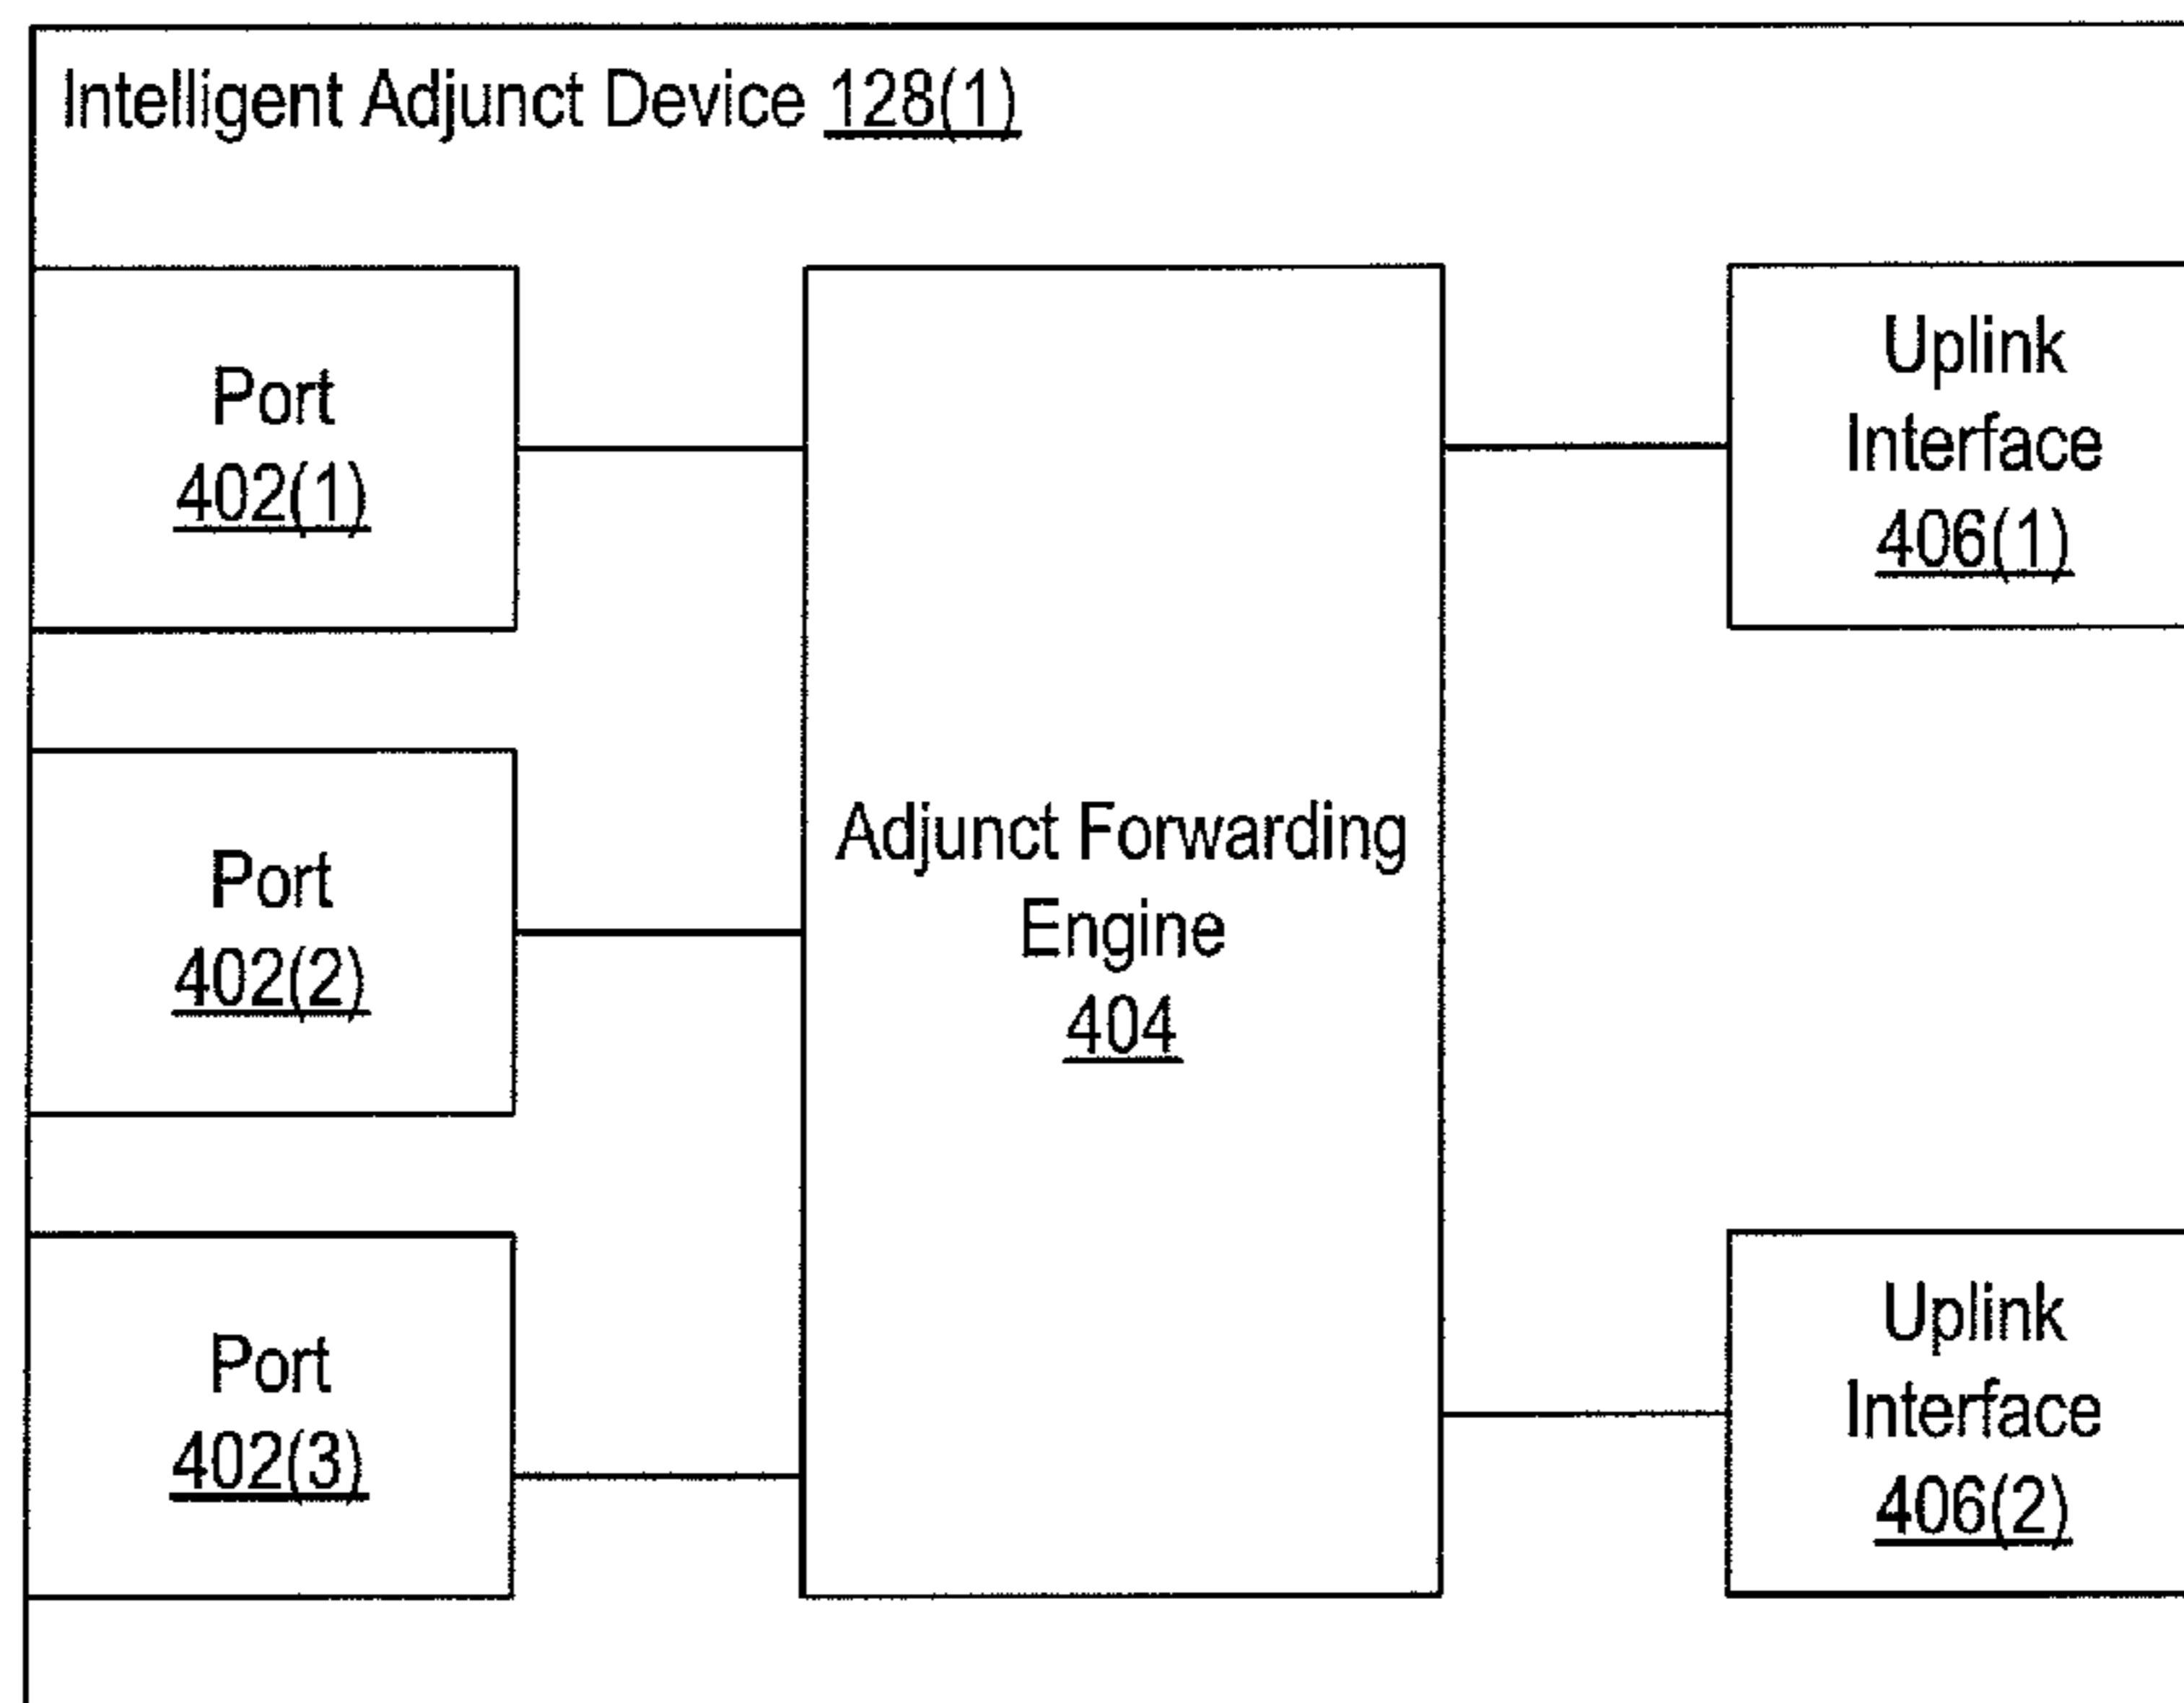 Intelligent Adjunct Device 128(1)
Port
402(1)
Port
402(2)
Port
402(3)
Adjunct Forwarding
Engine
404
Uplink
Interface
406(1)
Uplink
Interface
406(2)